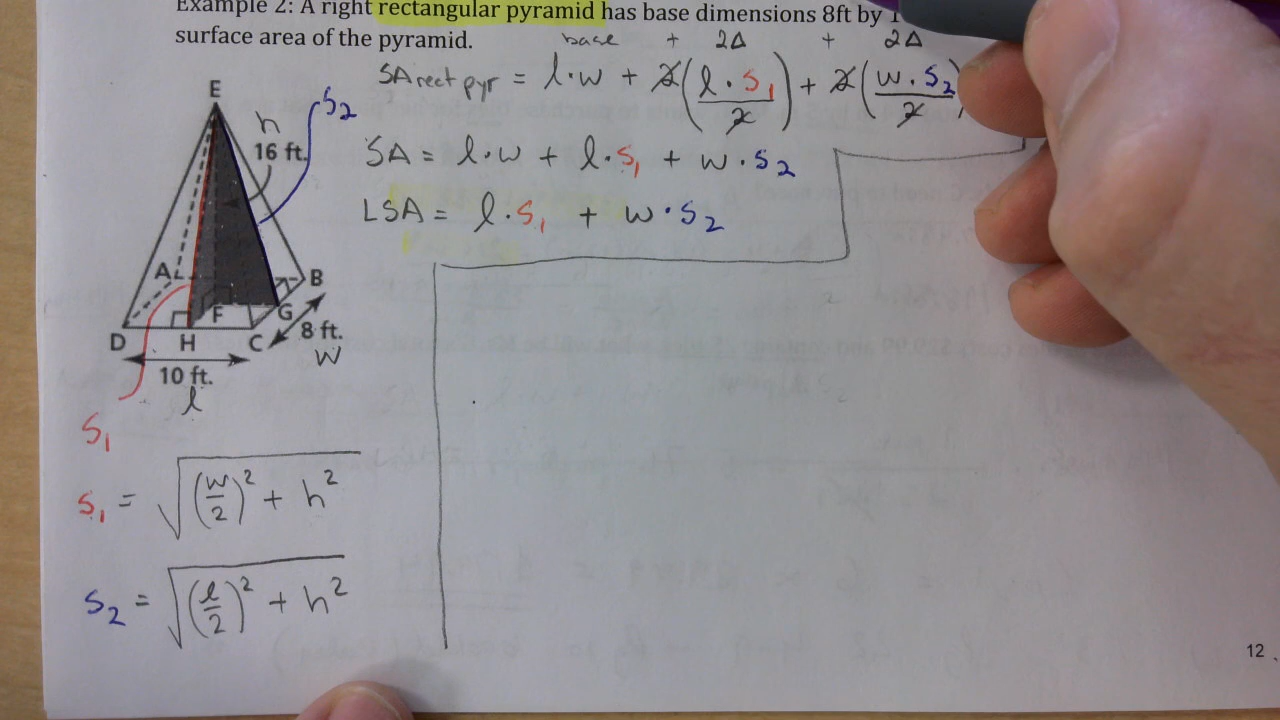 Example 2: A right rectangular pyramid has base dimensions 8ft by 1
surface area of the pyramid.
base + 2Δ + 2Δ
SA rect pyr = l·w + 2(l·s₁/2) + 2(w·s₂/2)
SA = l·w + l·s₁ + w·s₂
LSA = l·s₁ + w·s₂
E
s₂
h
16 ft.
A
B
F
G
D
H
C
8 ft.
w
10 ft.
l
s₁
s₁ = √((w/2)² + h²)
s₂ = √((l/2)² + h²)
12